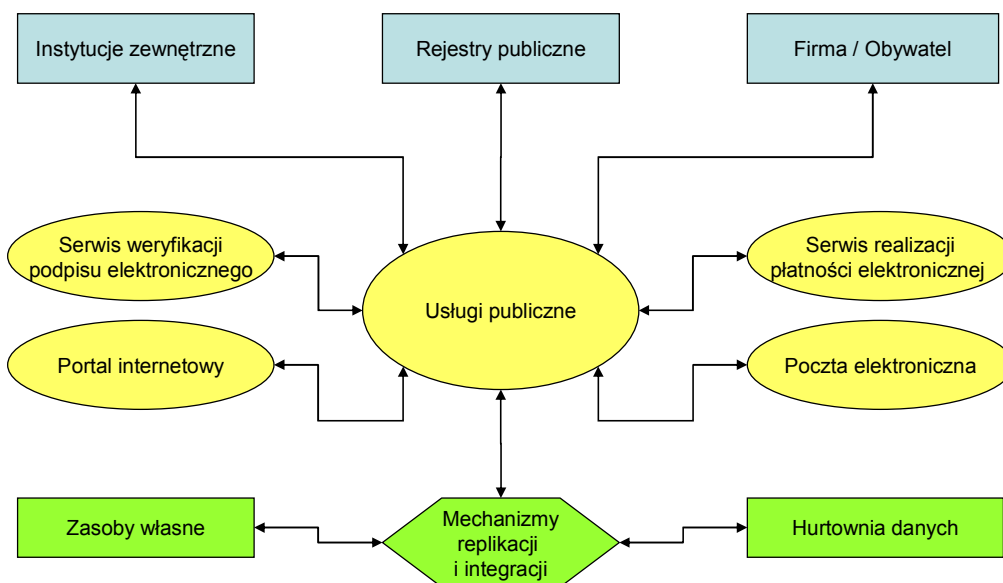 Instytucje zewnętrzne
Rejestry publiczne
Firma / Obywatel
Serwis weryfikacji
podpisu elektronicznego
Serwis realizacji
płatności elektronicznej
Usługi publiczne
Portal internetowy
Poczta elektroniczna
Zasoby własne
Mechanizmy
replikacji
i integracji
Hurtownia danych